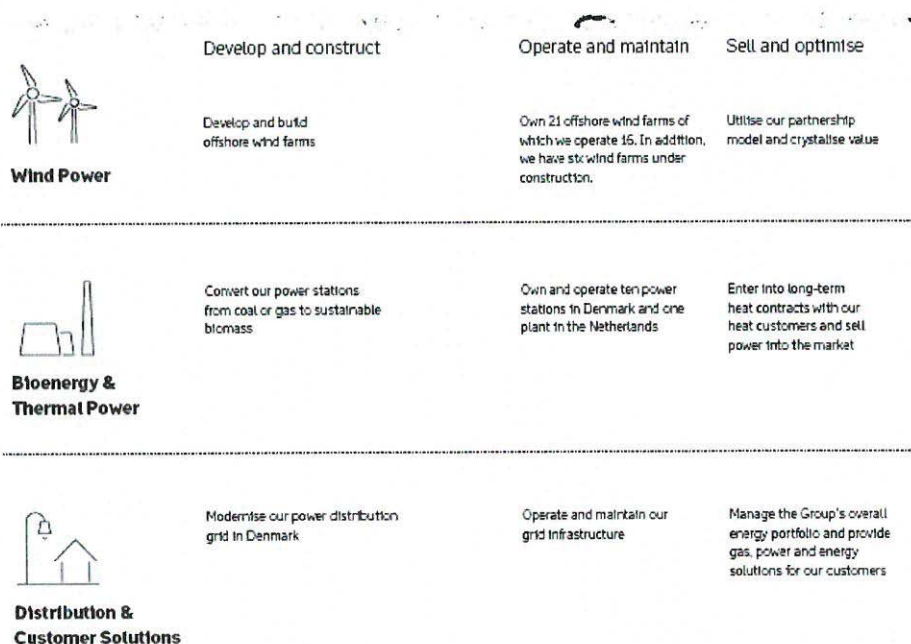 Develop and construct
Operate and maintain
Sell and optimise
Wind Power
Develop and build
offshore wind farms
Own 21 offshore wind farms of
which we operate 16. In addition,
we have six wind farms under
construction.
Utilise our partnership
model and crystalise value
Bioenergy &
Thermal Power
Convert our power stations
from coal or gas to sustainable
biomass
Own and operate ten power
stations in Denmark and one
plant in the Netherlands
Enter into long-term
heat contracts with our
heat customers and sell
power into the market
Distribution &
Customer Solutions
Modernise our power distribution
grid in Denmark
Operate and maintain our
grid infrastructure
Manage the Group's overall
energy portfolio and provide
gas, power and energy
solutions for our customers